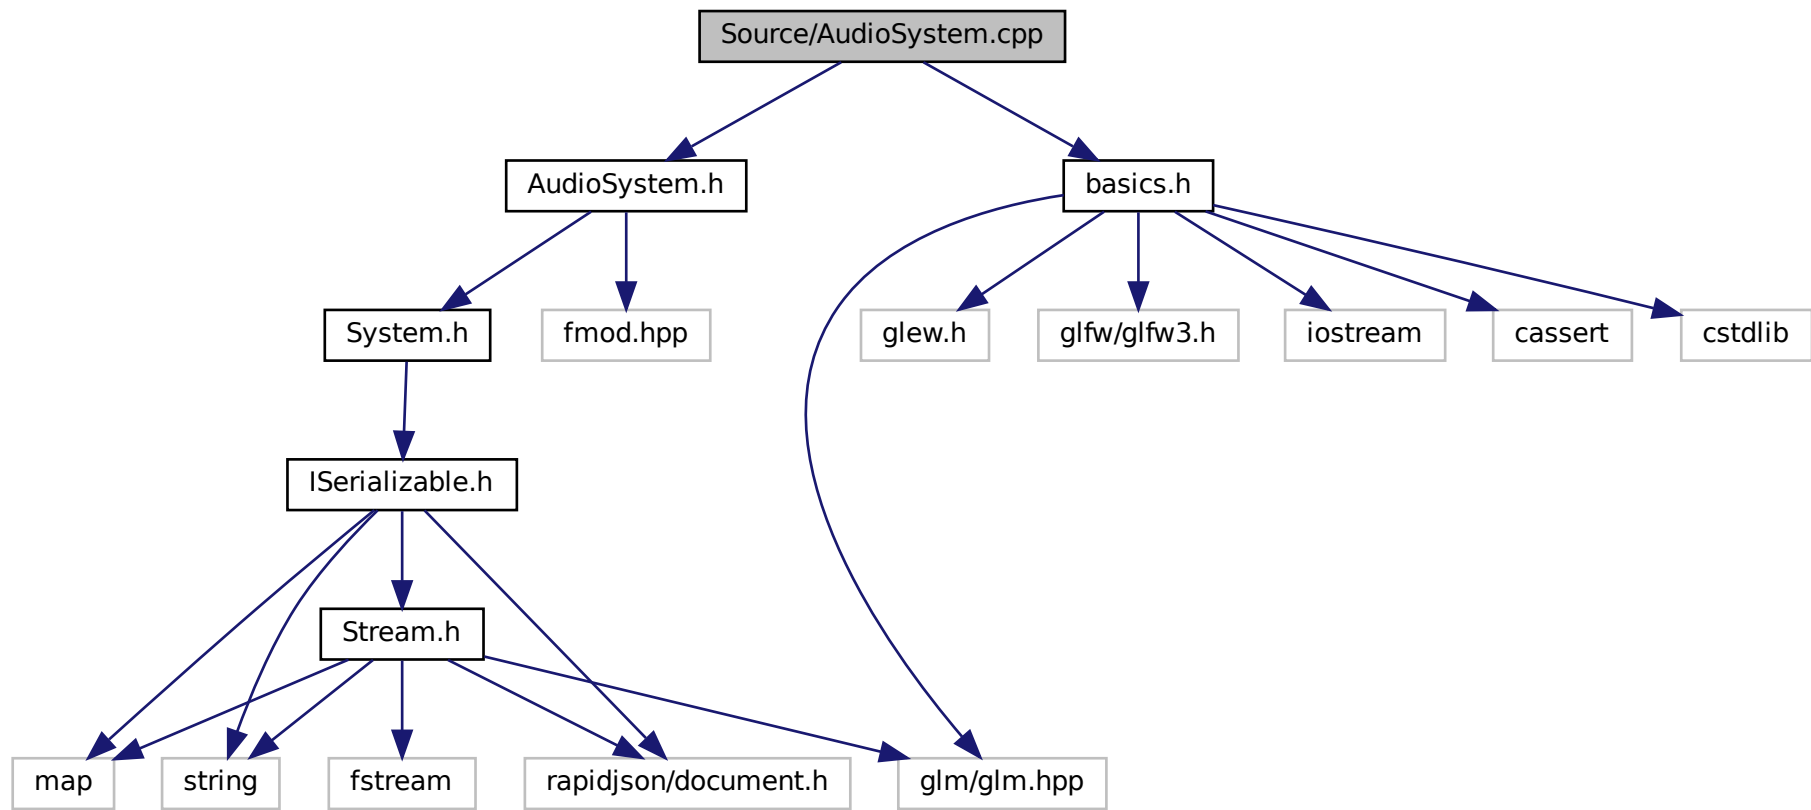 Source/AudioSystem.cpp
AudioSystem.h
basics.h
System.h
fmod.hpp
glew.h
glfw/glfw3.h
iostream
cassert
cstdlib
ISerializable.h
Stream.h
map
string
fstream
rapidjson/document.h
glm/glm.hpp